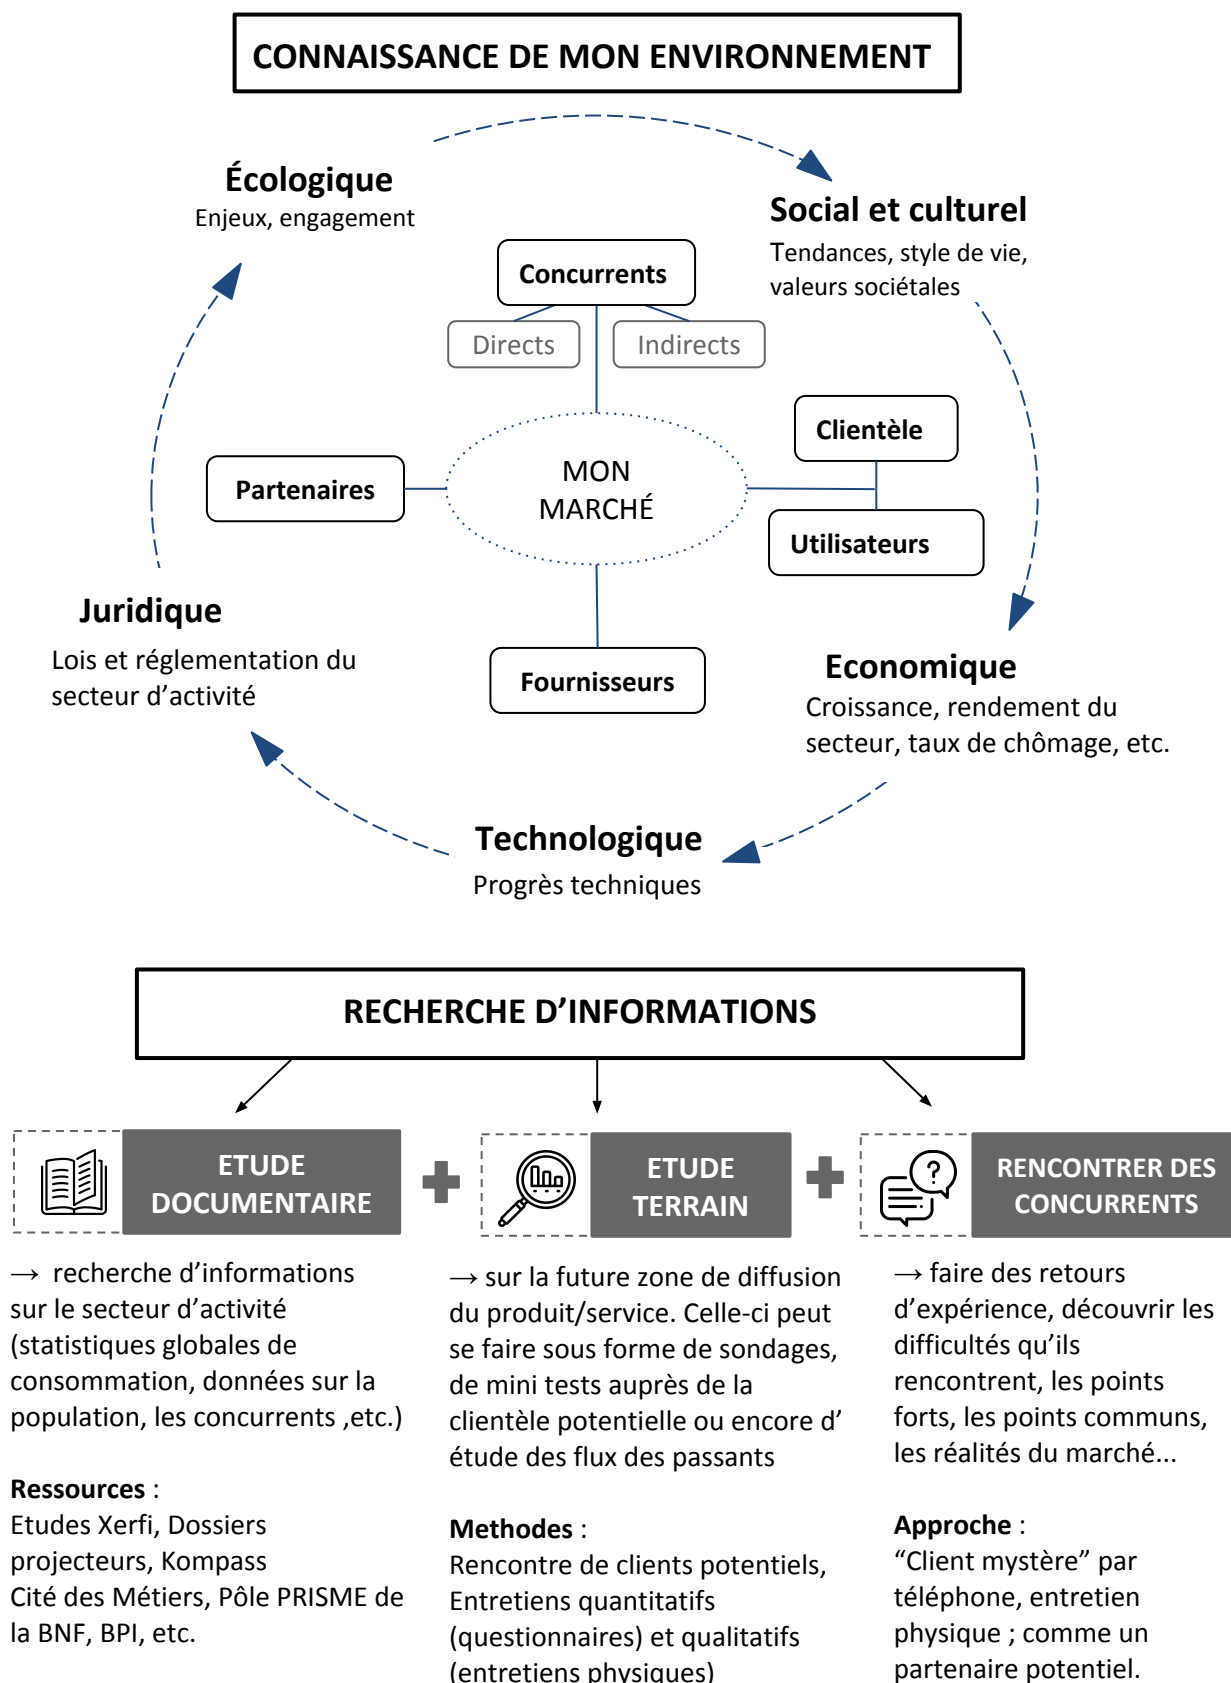 CONNAISSANCE DE MON ENVIRONNEMENT
Écologique
Enjeux, engagement
Social et culturel
Tendances, style de vie,
valeurs sociétales
Concurrents
Directs
Indirects
Clientèle
MON
MARCHÉ
Partenaires
Utilisateurs
Juridique
Lois et réglementation du
secteur d’activité
Fournisseurs
Economique
Croissance, rendement du
secteur, taux de chômage, etc.
Technologique
Progrès techniques
RECHERCHE D’INFORMATIONS
ETUDE
DOCUMENTAIRE
→ recherche d’informations
sur le secteur d’activité
(statistiques globales de
consommation, données sur la
population, les concurrents ,etc.)
Ressources :
Etudes Xerfi, Dossiers
projecteurs, Kompass
Cité des Métiers, Pôle PRISME de
la BNF, BPI, etc.
ETUDE
TERRAIN
→ sur la future zone de diffusion
du produit/service. Celle-ci peut
se faire sous forme de sondages,
de mini tests auprès de la
clientèle potentielle ou encore d’
étude des flux des passants
Methodes :
Rencontre de clients potentiels,
Entretiens quantitatifs
(questionnaires) et qualitatifs
(entretiens physiques)
RENCONTRER DES
CONCURRENTS
→ faire des retours
d’expérience, découvrir les
difficultés qu’ils
rencontrent, les points
forts, les points communs,
les réalités du marché...
Approche :
“Client mystère” par
téléphone, entretien
physique ; comme un
partenaire potentiel.